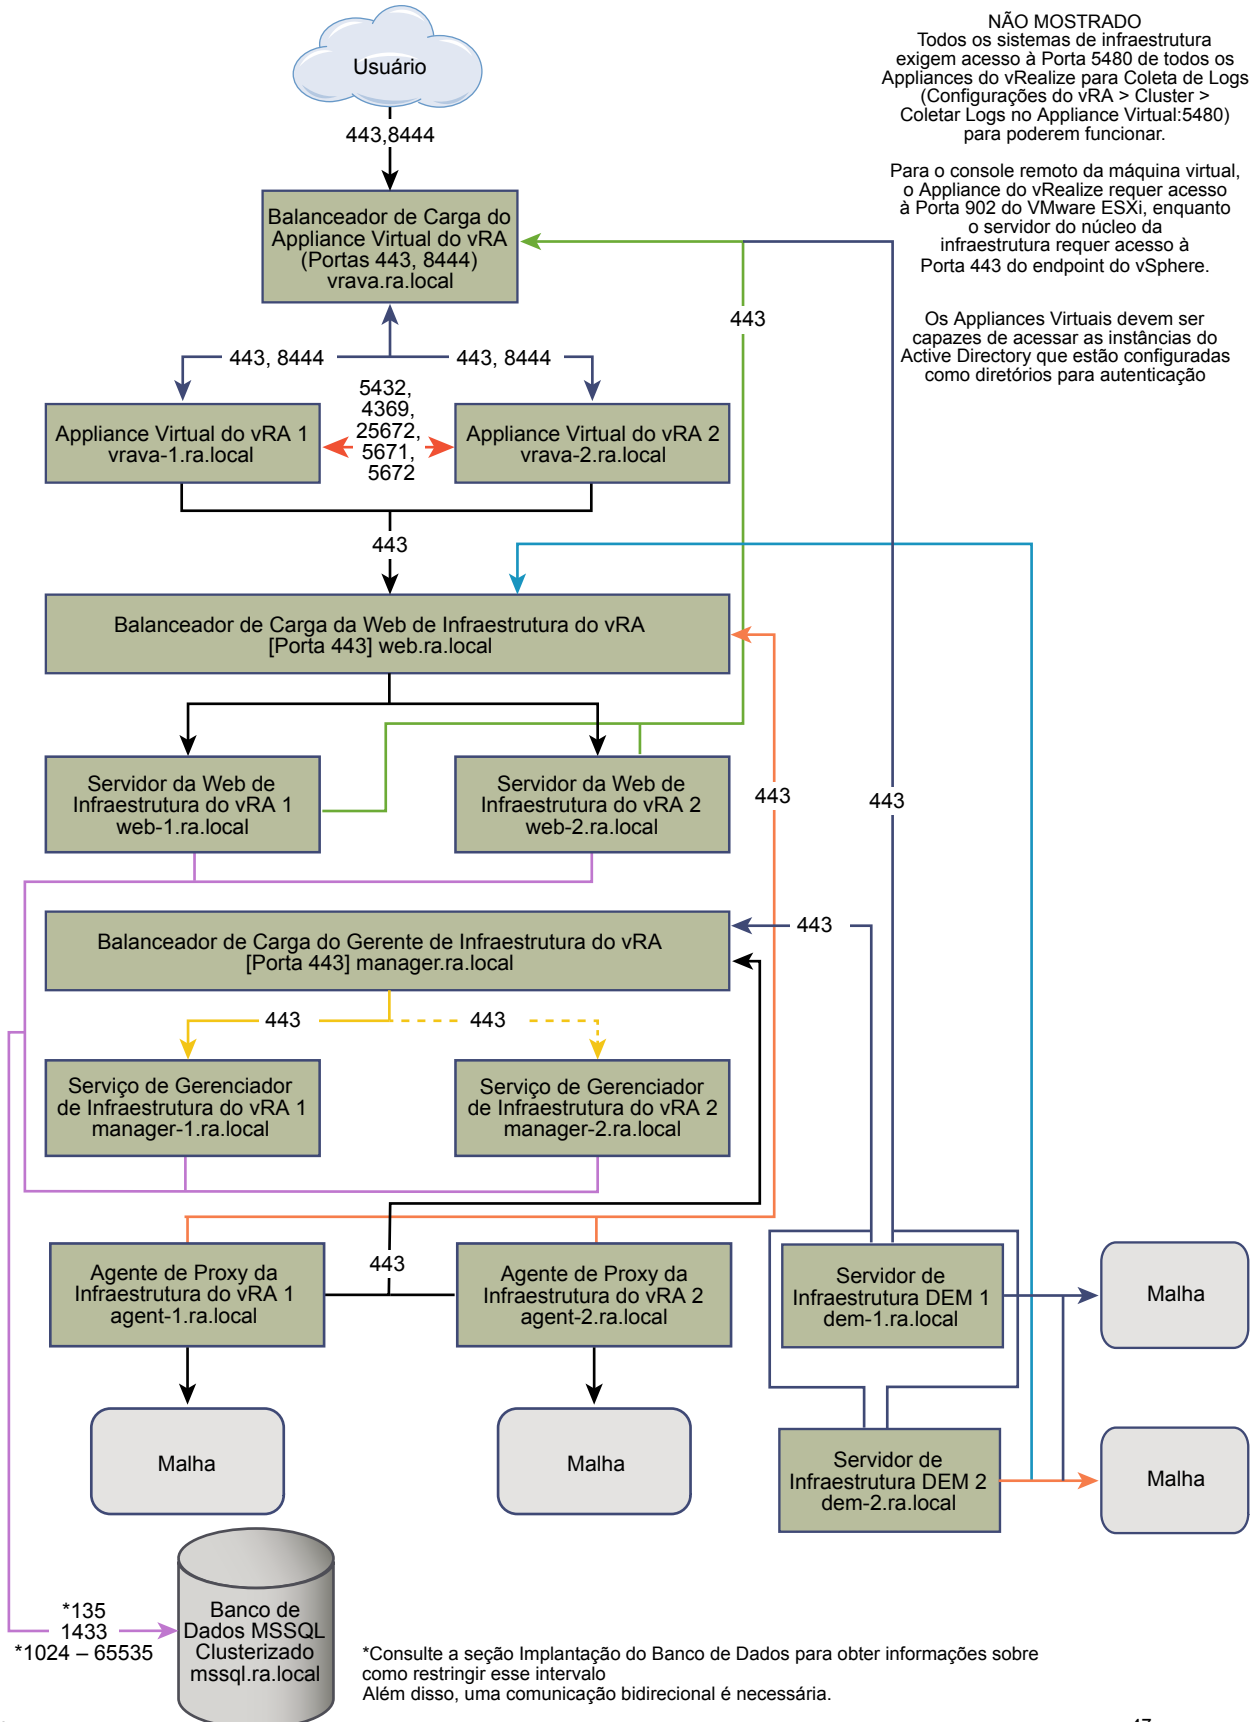 Usuário
443,8444
NÃO MOSTRADO
Todos os sistemas de infraestrutura
exigem acesso à Porta 5480 de todos os
Appliances do vRealize para Coleta de Logs
(Configurações do vRA > Cluster >
Coletar Logs no Appliance Virtual:5480)
para poderem funcionar.
Para o console remoto da máquina virtual,
o Appliance do vRealize requer acesso
à Porta 902 do VMware ESXi, enquanto
o servidor do núcleo da
infraestrutura requer acesso à
Porta 443 do endpoint do vSphere.
Os Appliances Virtuais devem ser
capazes de acessar as instâncias do
Active Directory que estão configuradas
como diretórios para autenticação
Balanceador de Carga do
Appliance Virtual do vRA
(Portas 443, 8444)
vrava.ra.local
443
443, 8444
443, 8444
5432,
4369,
25672,
5671,
5672
Appliance Virtual do vRA 1
vrava-1.ra.local
Appliance Virtual do vRA 2
vrava-2.ra.local
443
Balanceador de Carga da Web de Infraestrutura do vRA
[Porta 443] web.ra.local
Servidor da Web de
Infraestrutura do vRA 1
web-1.ra.local
Servidor da Web de
Infraestrutura do vRA 2
web-2.ra.local
443
443
Balanceador de Carga do Gerente de Infraestrutura do vRA
[Porta 443] manager.ra.local
443
443
443
Serviço de Gerenciador
de Infraestrutura do vRA 1
manager-1.ra.local
Serviço de Gerenciador
de Infraestrutura do vRA 2
manager-2.ra.local
Agente de Proxy da
Infraestrutura do vRA 1
agent-1.ra.local
443
Agente de Proxy da
Infraestrutura do vRA 2
agent-2.ra.local
Servidor de
Infraestrutura DEM 1
dem-1.ra.local
Malha
Malha
Malha
Servidor de
Infraestrutura DEM 2
dem-2.ra.local
Malha
*135
1433
*1024 – 65535
Banco de
Dados MSSQL
Clusterizado
mssql.ra.local
*Consulte a seção Implantação do Banco de Dados para obter informações sobre
como restringir esse intervalo
Além disso, uma comunicação bidirecional é necessária.